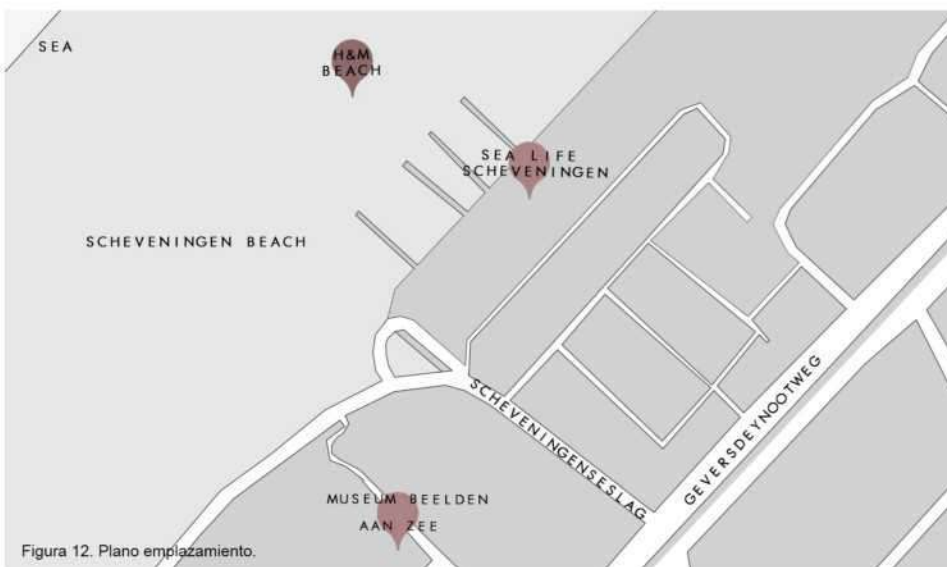 SEA
H&M
BEACH
SEA LIFE
SCHEVENINGEN
SCHEVENINGEN BEACH
SCHEVENINGENSESLAG
GEVERSDEYNOOTWEG
MUSEUM BEELDEN
AAN ZEE
Figura 12. Plano emplazamiento.